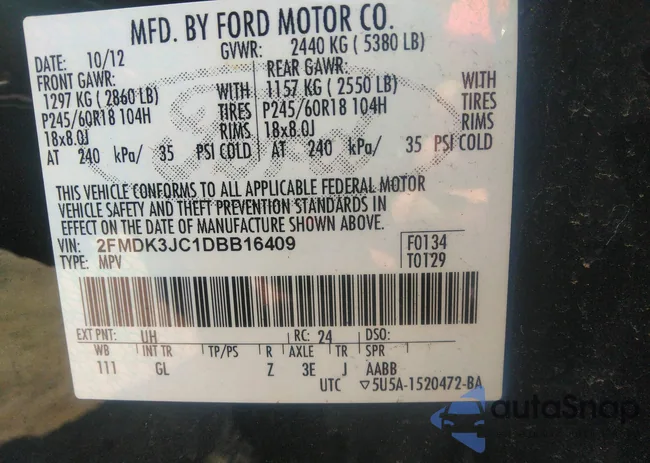 MFD. BY FORD MOTOR CO.
DATE: 10/12 GVWR: 2440 KG ( 5380 LB)
FRONT GAWR: REAR GAWR:
1297 KG ( 2860 LB) WITH 1157 KG ( 2550 LB) WITH
P245/60R18 104H TIRES P245/60R18 104H TIRES
18x8.0J RIMS 18x8.0J RIMS
AT 240 kPa/ 35 PSI COLD AT 240 kPa/ 35 PSI COLD
Ford
THIS VEHICLE CONFORMS TO ALL APPLICABLE FEDERAL MOTOR
VEHICLE SAFETY AND THEFT PREVENTION STANDARDS IN
EFFECT ON THE DATE OF MANUFACTURE SHOWN ABOVE.
VIN: 2FMDK3JC1DBB16409 F0134
TYPE: MPV T0129
EXT PNT: UH RC: 24 DSO:
WB INT TR TP/PS R AXLE TR SPR
111 GL Z 3E J AABB
UTC ▽5U5A-1520472-BA
autoSnap